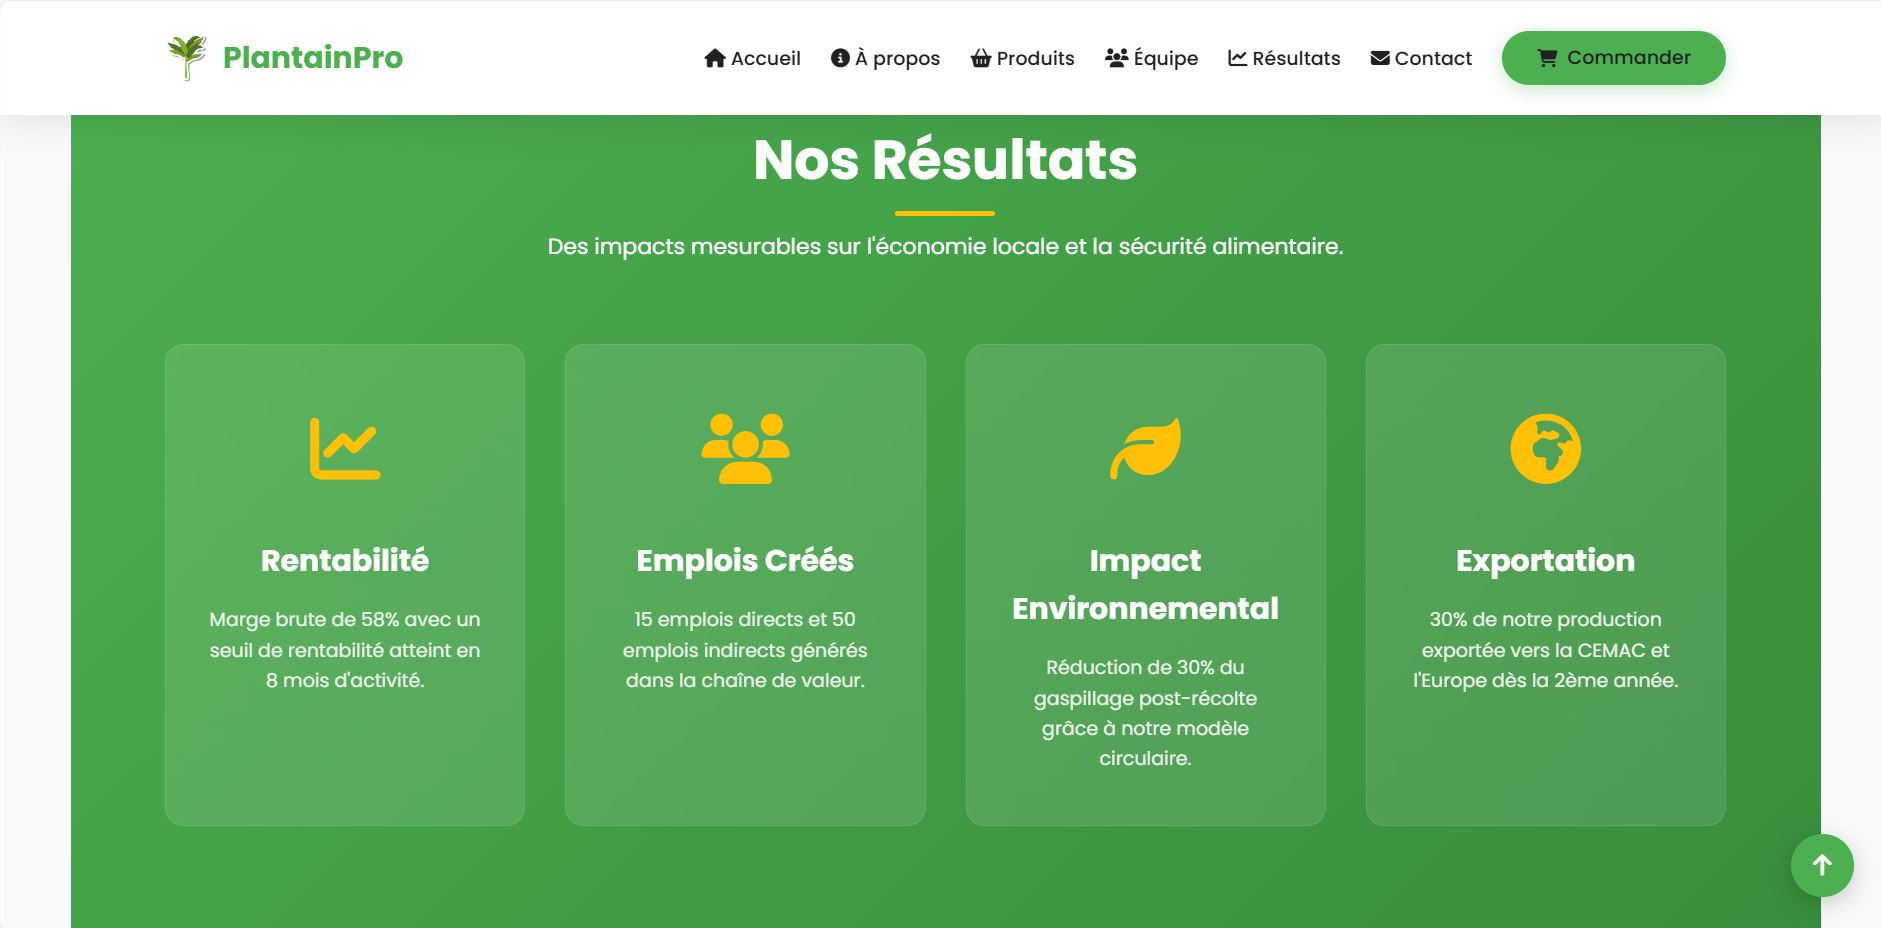 PlantainPro
Accueil
À propos
Produits
Équipe
Résultats
Contact
Commander
Nos Résultats
Des impacts mesurables sur l'économie locale et la sécurité alimentaire.
Rentabilité
Marge brute de 58% avec un
seuil de rentabilité atteint en
8 mois d'activité.
Emplois Créés
15 emplois directs et 50
emplois indirects générés
dans la chaîne de valeur.
Impact
Environnemental
Réduction de 30% du
gaspillage post-récolte
grâce à notre modèle
circulaire.
Exportation
30% de notre production
exportée vers la CEMAC et
l'Europe dès la 2ème année.